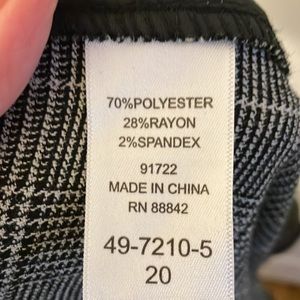 70%POLYESTER
28%RAYON
2%SPANDEX
91722
MADE IN CHINA
RN 88842
49-7210-5
20